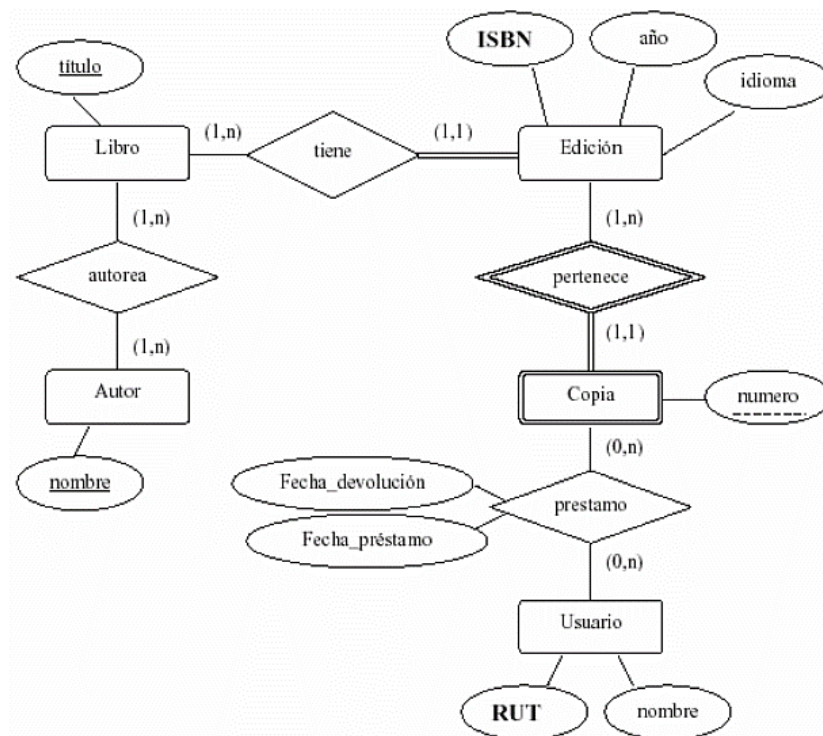 ISBN
año
título
idioma
(1,n)
(1,1)
Libro
tiene
Edición
(1,n)
(1,n)
autorea
pertenece
(1,n)
(1,1)
Autor
Copia
numero
(0,n)
nombre
Fecha_devolución
prestamo
Fecha_préstamo
(0,n)
Usuario
RUT
nombre